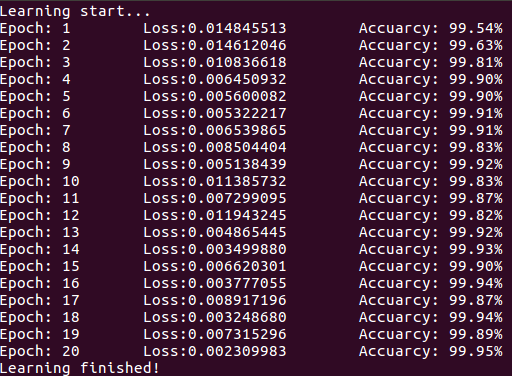 Learning start...
Epoch: 1 Loss:0.014845513 Accuarcy: 99.54%
Epoch: 2 Loss:0.014612046 Accuarcy: 99.63%
Epoch: 3 Loss:0.010836618 Accuarcy: 99.81%
Epoch: 4 Loss:0.006450932 Accuarcy: 99.90%
Epoch: 5 Loss:0.005600082 Accuarcy: 99.90%
Epoch: 6 Loss:0.005322217 Accuarcy: 99.91%
Epoch: 7 Loss:0.006539865 Accuarcy: 99.91%
Epoch: 8 Loss:0.008504404 Accuarcy: 99.83%
Epoch: 9 Loss:0.005138439 Accuarcy: 99.92%
Epoch: 10 Loss:0.011385732 Accuarcy: 99.83%
Epoch: 11 Loss:0.007299095 Accuarcy: 99.87%
Epoch: 12 Loss:0.011943245 Accuarcy: 99.82%
Epoch: 13 Loss:0.004865445 Accuarcy: 99.92%
Epoch: 14 Loss:0.003499880 Accuarcy: 99.93%
Epoch: 15 Loss:0.006620301 Accuarcy: 99.90%
Epoch: 16 Loss:0.003777055 Accuarcy: 99.94%
Epoch: 17 Loss:0.008917196 Accuarcy: 99.87%
Epoch: 18 Loss:0.003248680 Accuarcy: 99.94%
Epoch: 19 Loss:0.007315296 Accuarcy: 99.89%
Epoch: 20 Loss:0.002309983 Accuarcy: 99.95%
Learning finished!